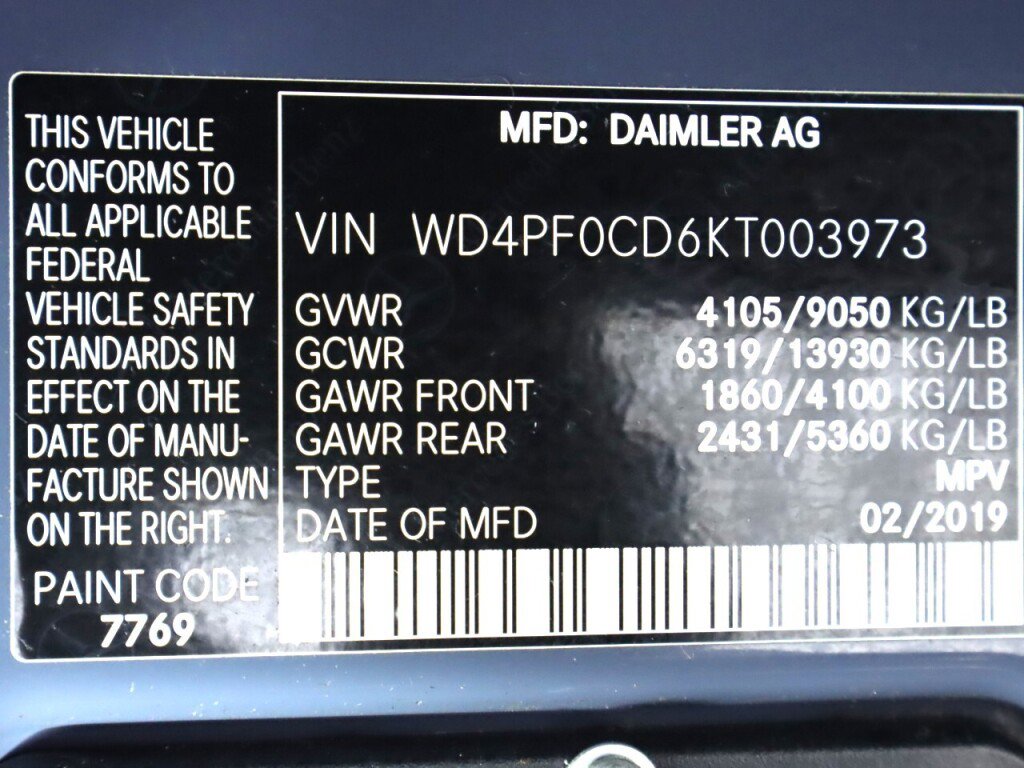 THIS VEHICLE
CONFORMS TO
ALL APPLICABLE
FEDERAL
VEHICLE SAFETY
STANDARDS IN
EFFECT ON THE
DATE OF MANU-
FACTURE SHOWN
ON THE RIGHT.
PAINT CODE
7769
MFD: DAIMLER AG
VIN WD4PF0CD6KT003973
GVWR 4105/9050 KG/LB
GCWR 6319/13930 KG/LB
GAWR FRONT 1860/4100 KG/LB
GAWR REAR 2431/5360 KG/LB
TYPE MPV
DATE OF MFD 02/2019